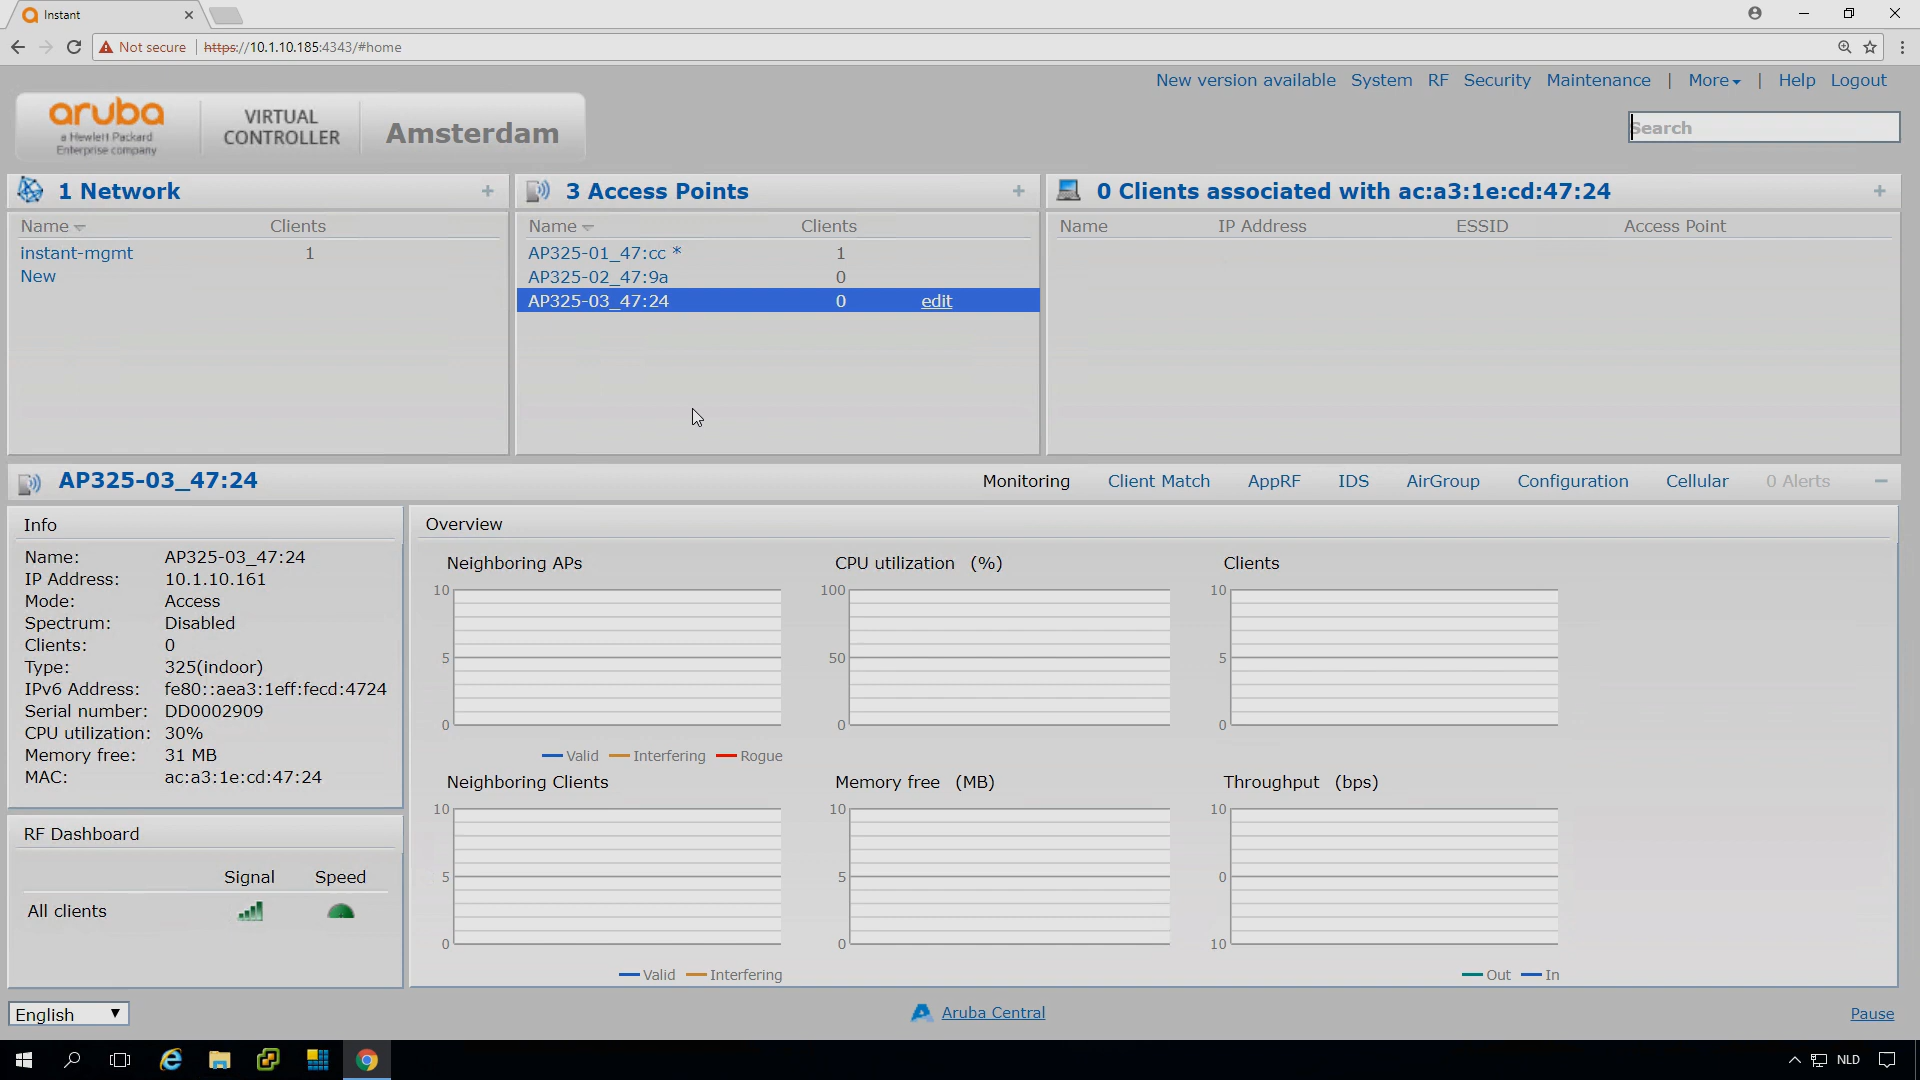 Instant
Not secure | https://10.1.10.185:4343/#home
New version available System RF Security Maintenance | More | Help Logout
aruba
a Hewlett Packard
Enterprise company
VIRTUAL
CONTROLLER
Amsterdam
Search
1 Network +
Name Clients
instant-mgmt 1
New
3 Access Points +
Name Clients
AP325-01_47:cc * 1
AP325-02_47:9a 0
AP325-03_47:24 0 edit
0 Clients associated with ac:a3:1e:cd:47:24 +
Name IP Address ESSID Access Point
AP325-03_47:24
Monitoring Client Match AppRF IDS AirGroup Configuration Cellular 0 Alerts −
Info
Name: AP325-03_47:24
IP Address: 10.1.10.161
Mode: Access
Spectrum: Disabled
Clients: 0
Type: 325(indoor)
IPv6 Address: fe80::aea3:1eff:fecd:4724
Serial number: DD0002909
CPU utilization: 30%
Memory free: 31 MB
MAC: ac:a3:1e:cd:47:24
RF Dashboard
Signal Speed
All clients
Overview
Neighboring APs
10
5
0
Valid Interfering Rogue
CPU utilization (%)
100
50
0
Clients
10
5
0
Neighboring Clients
10
5
0
Valid Interfering
Memory free (MB)
10
5
0
Throughput (bps)
10
0
10
Out In
English
Aruba Central
Pause
NLD